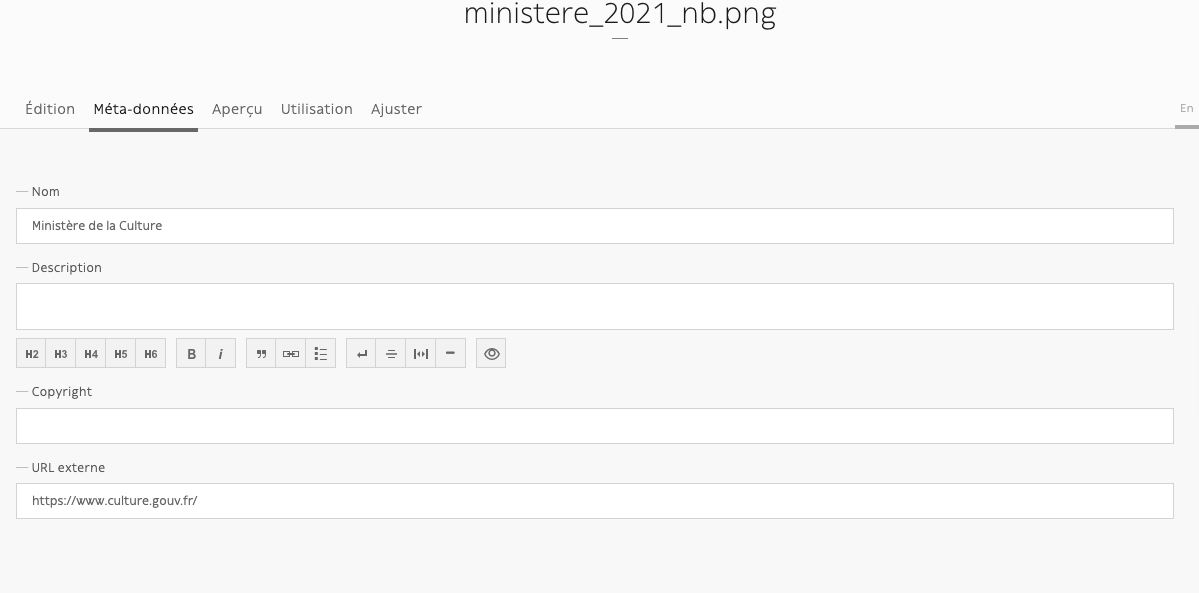 ministere_2021_nb.png
Édition Méta-données Aperçu Utilisation Ajuster En
Nom
Ministère de la Culture
Description
H2 H3 H4 H5 H6 B i
Copyright
URL externe
https://www.culture.gouv.fr/